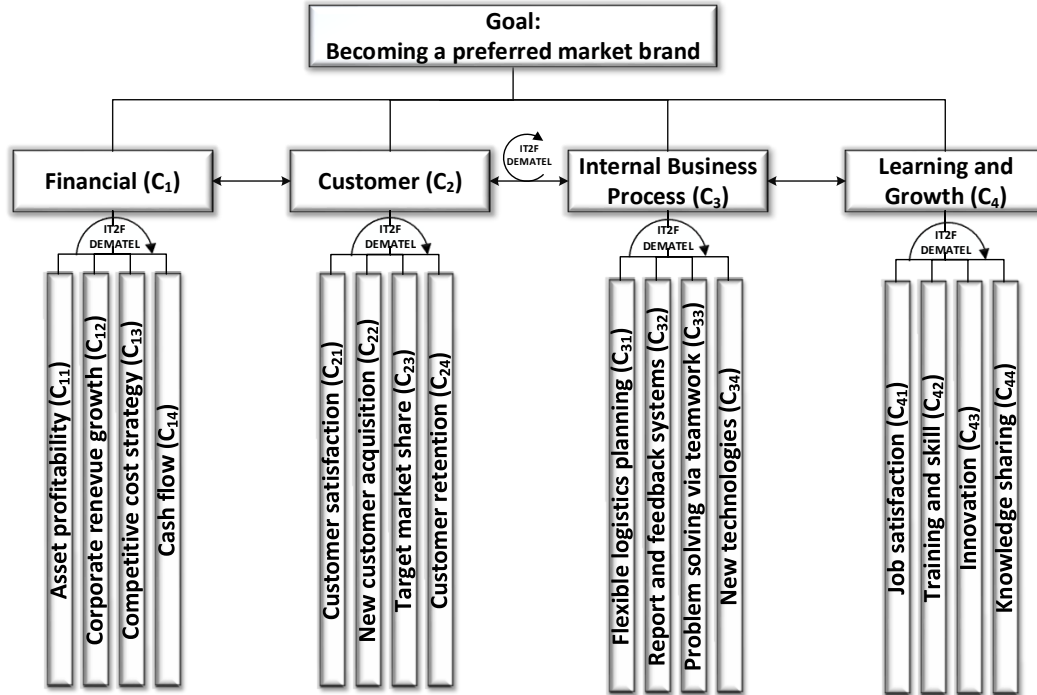 Goal:
Becoming a preferred market brand
Financial (C₁)
Customer (C₂)
IT2F
DEMATEL
Internal Business
Process (C₃)
Learning and
Growth (C₄)
IT2F
DEMATEL
IT2F
DEMATEL
IT2F
DEMATEL
IT2F
DEMATEL
Asset profitability (C₁₁)
Corporate renevue growth (C₁₂)
Competitive cost strategy (C₁₃)
Cash flow (C₁₄)
Customer satisfaction (C₂₁)
New customer acquisition (C₂₂)
Target market share (C₂₃)
Customer retention (C₂₄)
Flexible logistics planning (C₃₁)
Report and feedback systems (C₃₂)
Problem solving via teamwork (C₃₃)
New technologies (C₃₄)
Job satisfaction (C₄₁)
Training and skill (C₄₂)
Innovation (C₄₃)
Knowledge sharing (C₄₄)